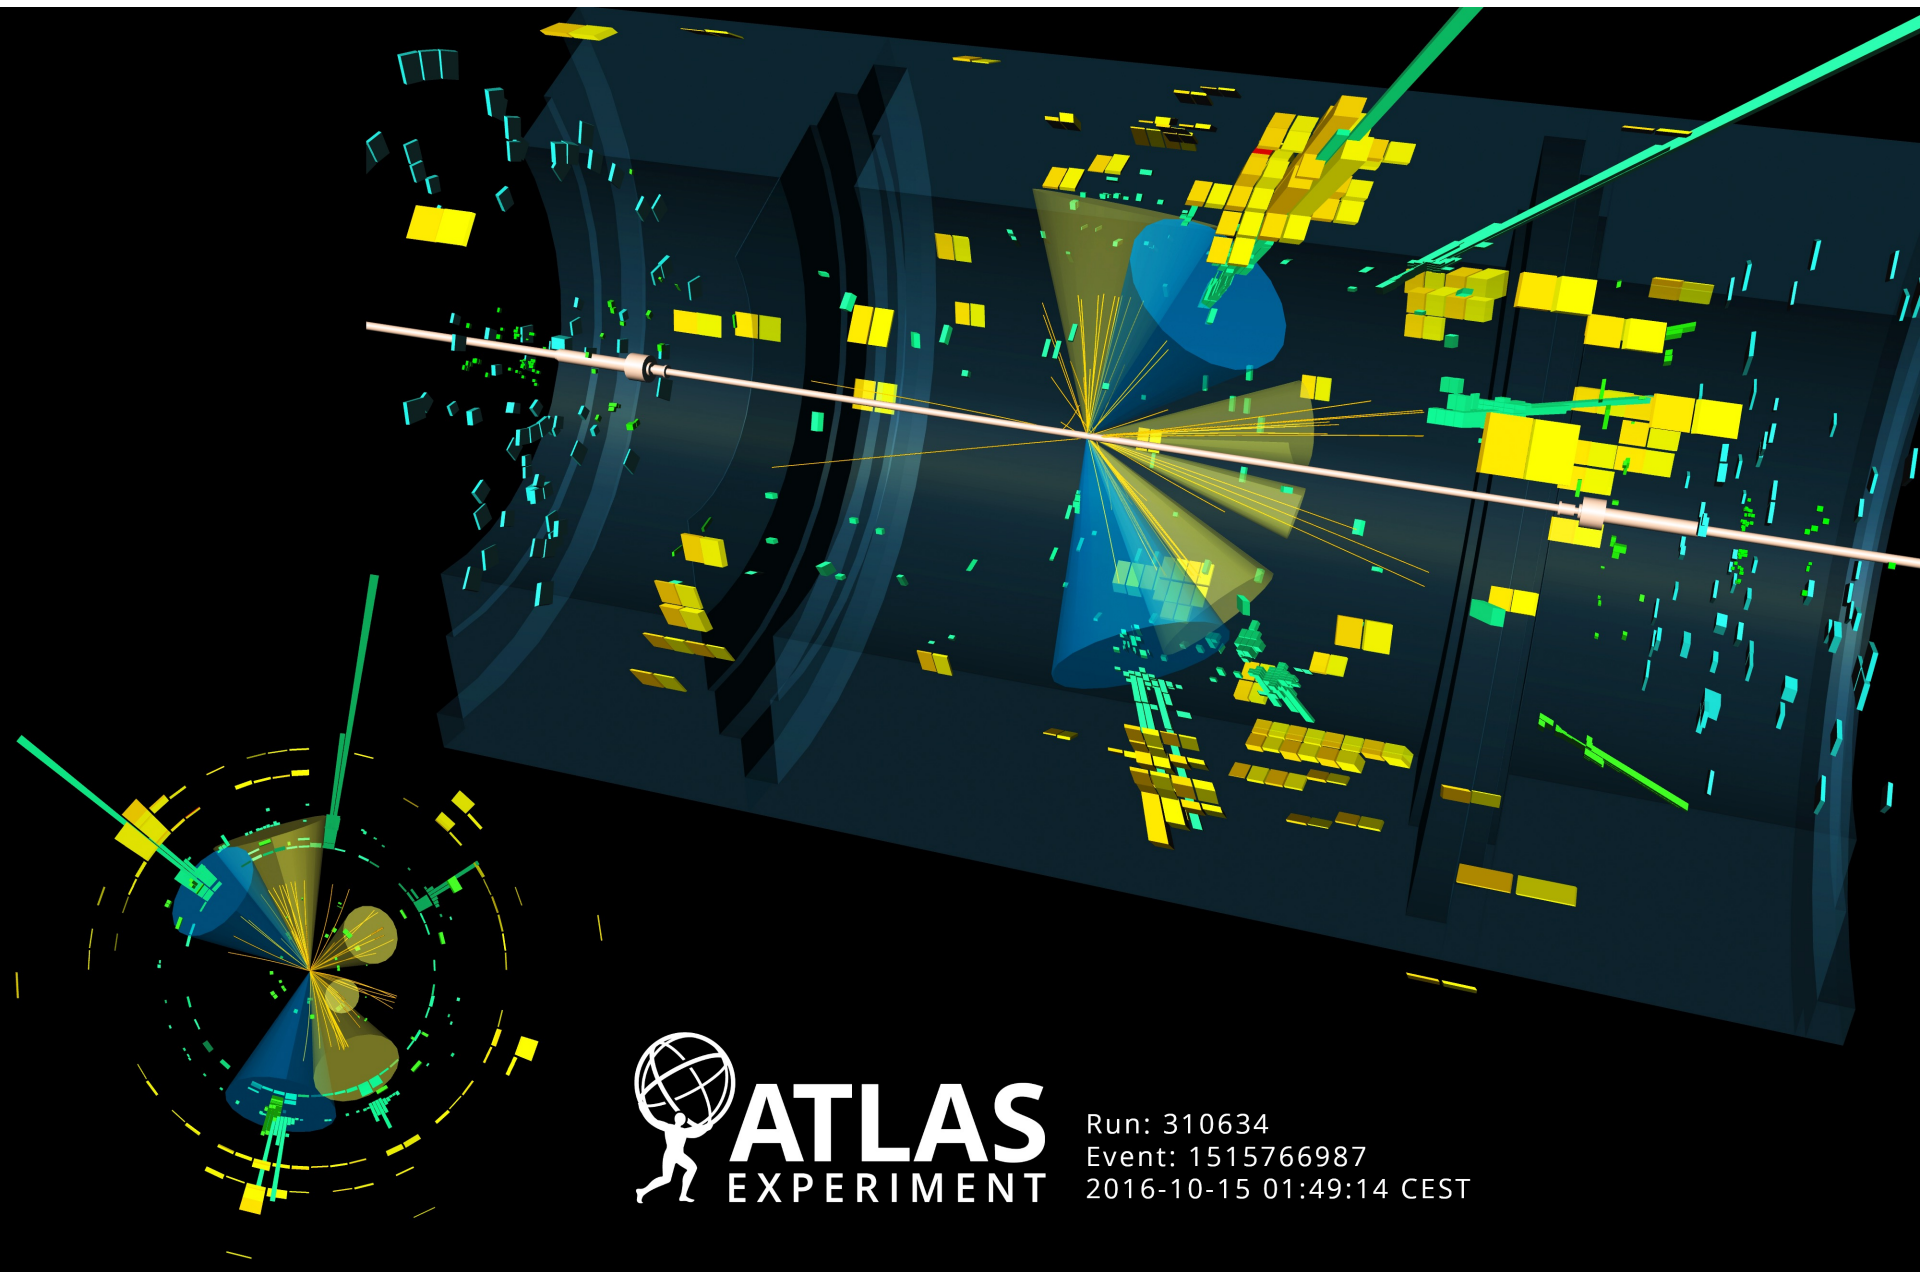 ATLAS
EXPERIMENT
Run: 310634
Event: 1515766987
2016-10-15 01:49:14 CEST